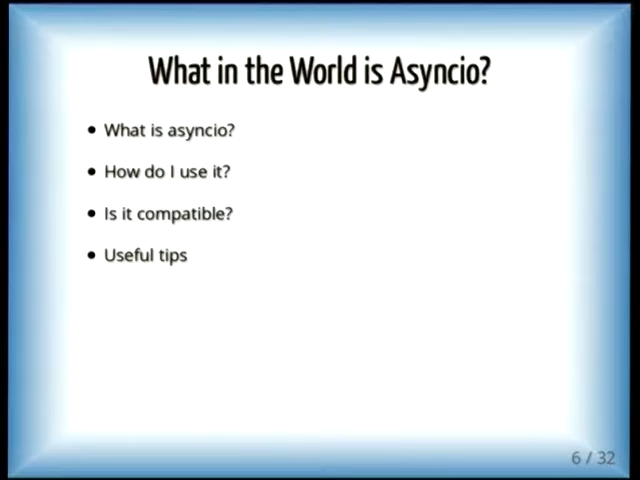 What in the World is Asyncio?
What is asyncio?
How do I use it?
Is it compatible?
Useful tips
6 / 32